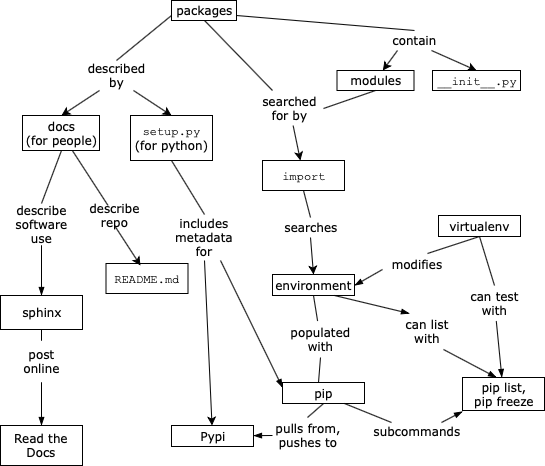 packages
contain
described
by
modules
__init__.py
searched
for by
docs
(for people)
setup.py
(for python)
import
describe
software
use
describe
repo
includes
metadata
for
searches
virtualenv
modifies
README.md
environment
sphinx
can test
with
populated
with
can list
with
post
online
pip
pip list,
pip freeze
Read the
Docs
Pypi
pulls from,
pushes to
subcommands